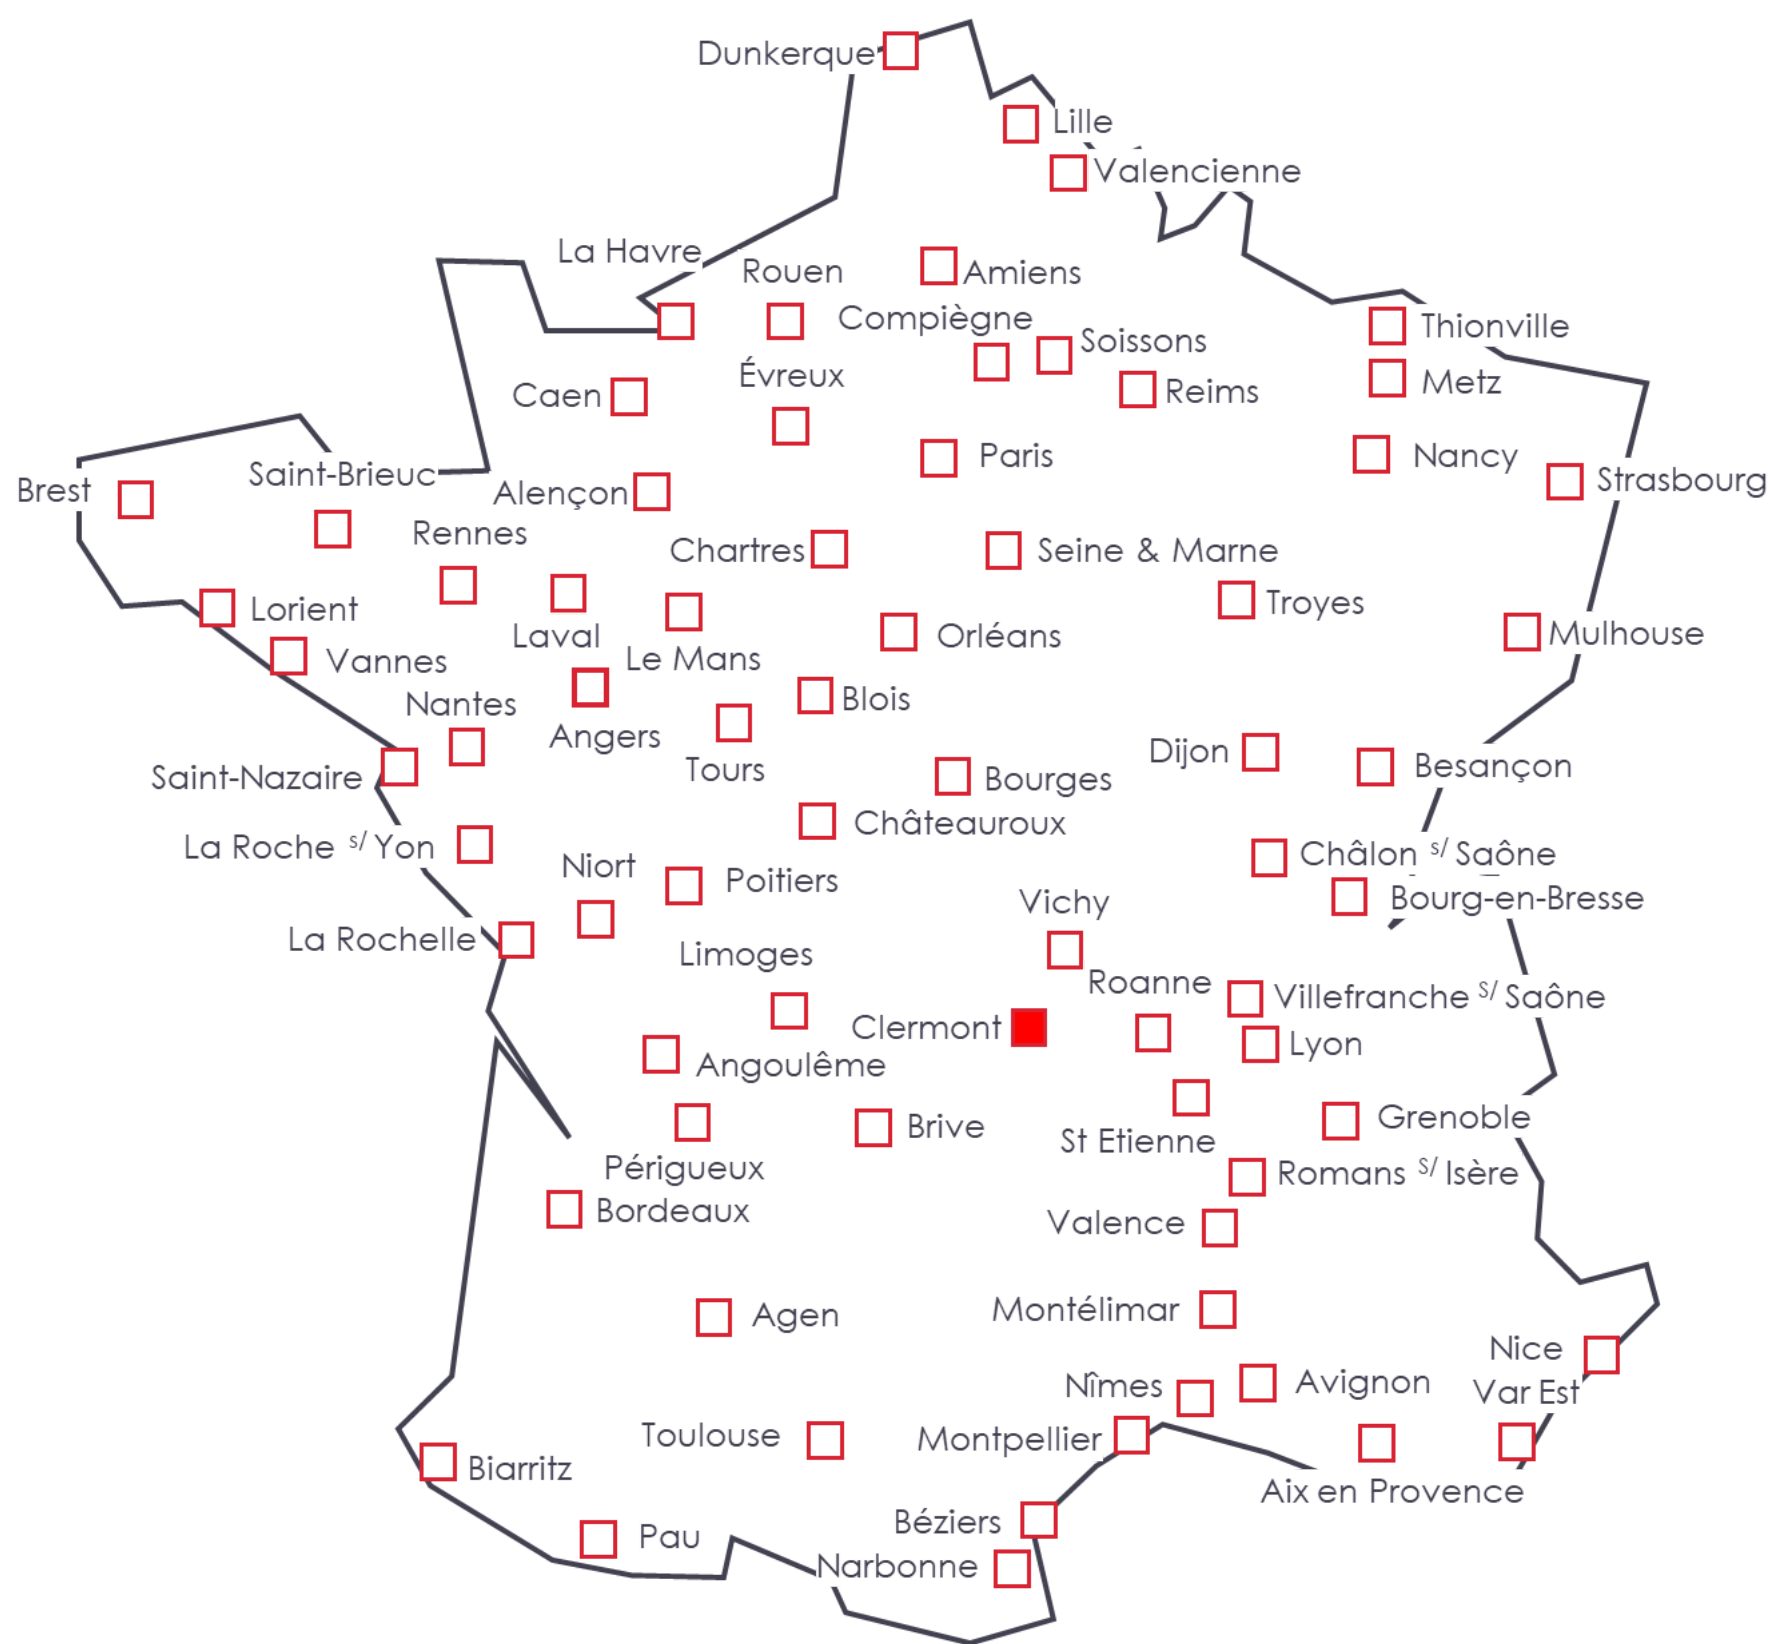 Dunkerque
Lille
Valencienne
La Havre
Rouen
Amiens
Compiègne
Soissons
Thionville
Évreux
Caen
Reims
Metz
Paris
Nancy
Saint-Brieuc
Strasbourg
Brest
Alençon
Rennes
Chartres
Seine & Marne
Troyes
Lorient
Laval
Orléans
Mulhouse
Vannes
Le Mans
Nantes
Blois
Angers
Dijon
Besançon
Tours
Saint-Nazaire
Bourges
Châteauroux
La Roche s/ Yon
Châlon s/ Saône
Niort
Poitiers
Bourg-en-Bresse
Vichy
La Rochelle
Limoges
Roanne
Villefranche S/ Saône
Clermont
Lyon
Angoulême
Brive
Grenoble
St Etienne
Périgueux
Romans S/ Isère
Bordeaux
Valence
Montélimar
Agen
Nice
Nîmes
Avignon
Var Est
Toulouse
Montpellier
Biarritz
Aix en Provence
Béziers
Pau
Narbonne